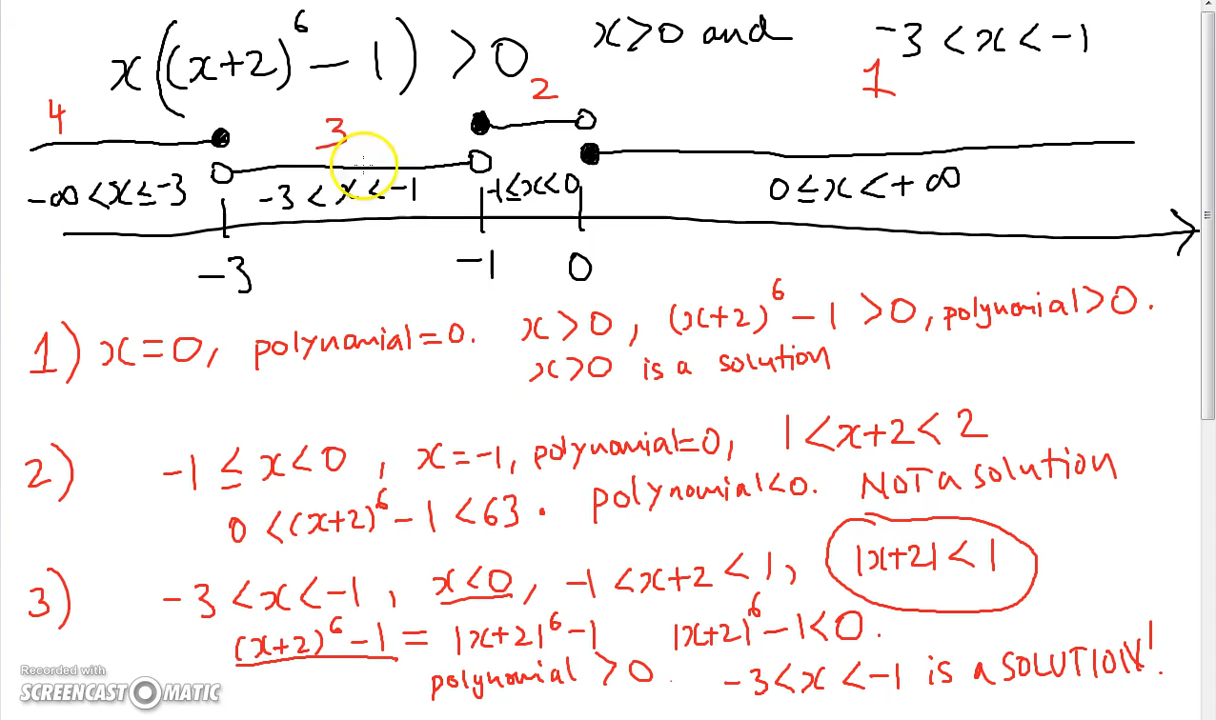 x((x+2)^6 - 1) > 0
x>0 and -3 < x < -1
4 3 2 1
-∞ < x ≤ -3 -3 < x < -1 -1 ≤ x < 0 0 ≤ x < +∞
-3 -1 0
1) x=0, polynomial=0. x>0, (x+2)^6 - 1 > 0, polynomial>0.
x>0 is a solution
2) -1 ≤ x < 0, x=-1, polynomial=0, 1 < x+2 < 2
0 < (x+2)^6 - 1 < 63. polynomial<0. NOT a solution
3) -3 < x < -1, x<0, -1 < x+2 < 1, |x+2| < 1
(x+2)^6 - 1 = |x+2|^6 - 1 |x+2|^6 - 1 < 0.
polynomial > 0. -3 < x < -1 is a SOLUTION!
Recorded with
SCREENCAST O MATIC